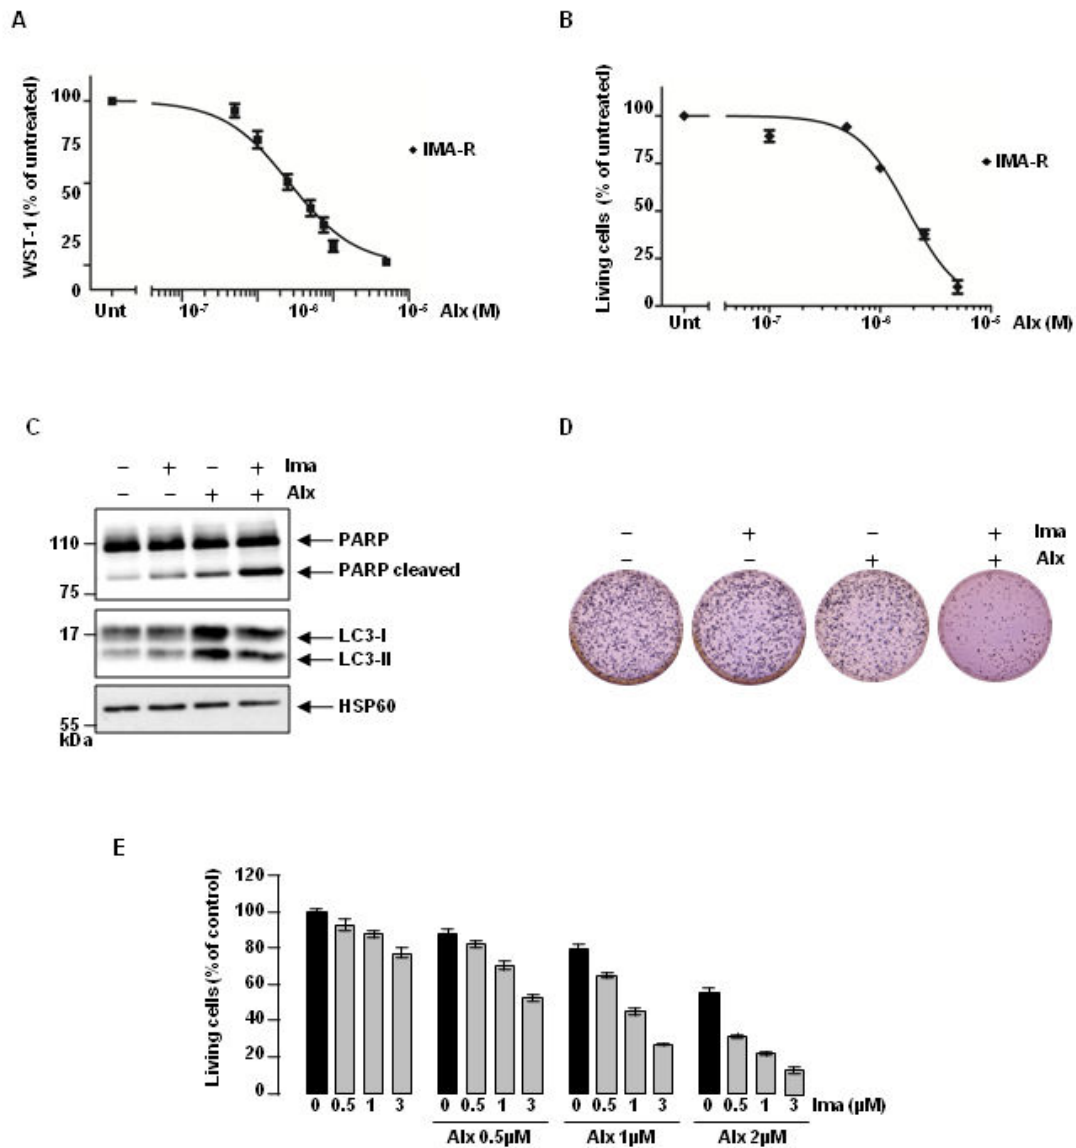 A
WST-1 (% of untreated)
100
75
50
25
0
Unt
10-7
10-6
10-5
Alx (M)
IMA-R
B
Living cells (% of untreated)
100
75
50
25
0
Unt
10-7
10-6
10-5
Alx (M)
IMA-R
C
– + – + Ima
– – + + Alx
110
PARP
PARP cleaved
75
17
LC3-I
LC3-II
HSP60
55
kDa
D
– + – + Ima
– – + + Alx
E
Living cells (% of control)
120
100
80
60
40
20
0
0 0.5 1 3 0 0.5 1 3 0 0.5 1 3 0 0.5 1 3 Ima (µM)
Alx 0.5µM Alx 1µM Alx 2µM